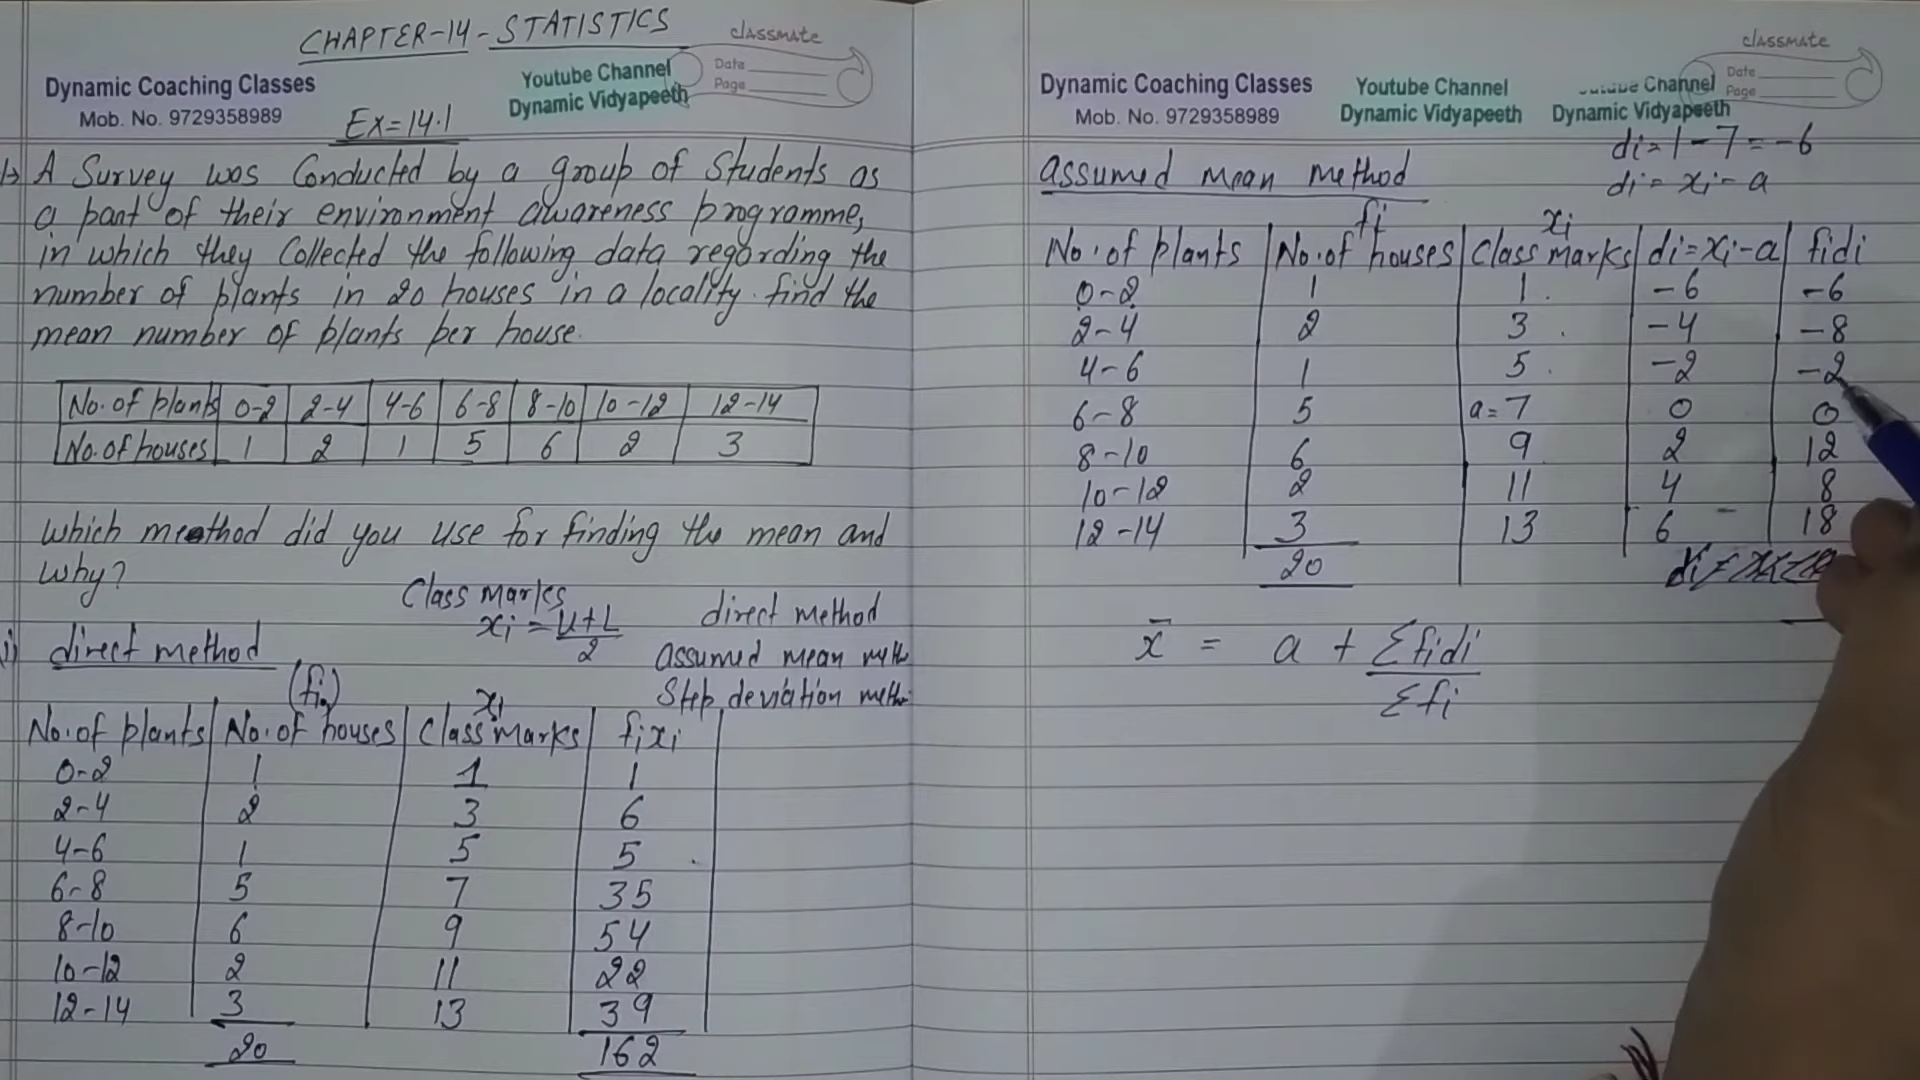 CHAPTER-14-STATISTICS
classmate
Date
Page
Dynamic Coaching Classes
Mob. No. 9729358989
Youtube Channel
Dynamic Vidyapeeth
Ex=14.1
1→ A Survey was Conducted by a group of Students as
a part of their environment awareness programme,
in which they Collected the following data regarding the
number of plants in 20 houses in a locality. find the
mean number of plants per house.
No. of plants 0-2 2-4 4-6 6-8 8-10 10-12 12-14
No. of houses 1 2 1 5 6 2 3
which method did you use for finding the mean and
why?
Class marks
xi = U+L
2
direct method
assumed mean meth
Step deviation meth
i) direct method
(fi) xi
No. of plants No. of houses Class marks fixi
0-2 1 1 1
2-4 2 3 6
4-6 1 5 5
6-8 5 7 35
8-10 6 9 54
10-12 2 11 22
12-14 3 13 39
20 162
classmate
Date
Page
Dynamic Coaching Classes
Mob. No. 9729358989
Youtube Channel
Dynamic Vidyapeeth
Channel
Dynamic Vidyapeeth
di = 1-7 = -6
di = xi - a
assumed mean method
fi xi
No. of plants No. of houses Class marks di=xi-a fidi
0-2 1 1 -6 -6
2-4 2 3 -4 -8
4-6 1 5 -2 -2
6-8 5 a=7 0 0
8-10 6 9 2 12
10-12 2 11 4 8
12-14 3 13 6 18
20
x̄ = a + Σfidi
Σfi